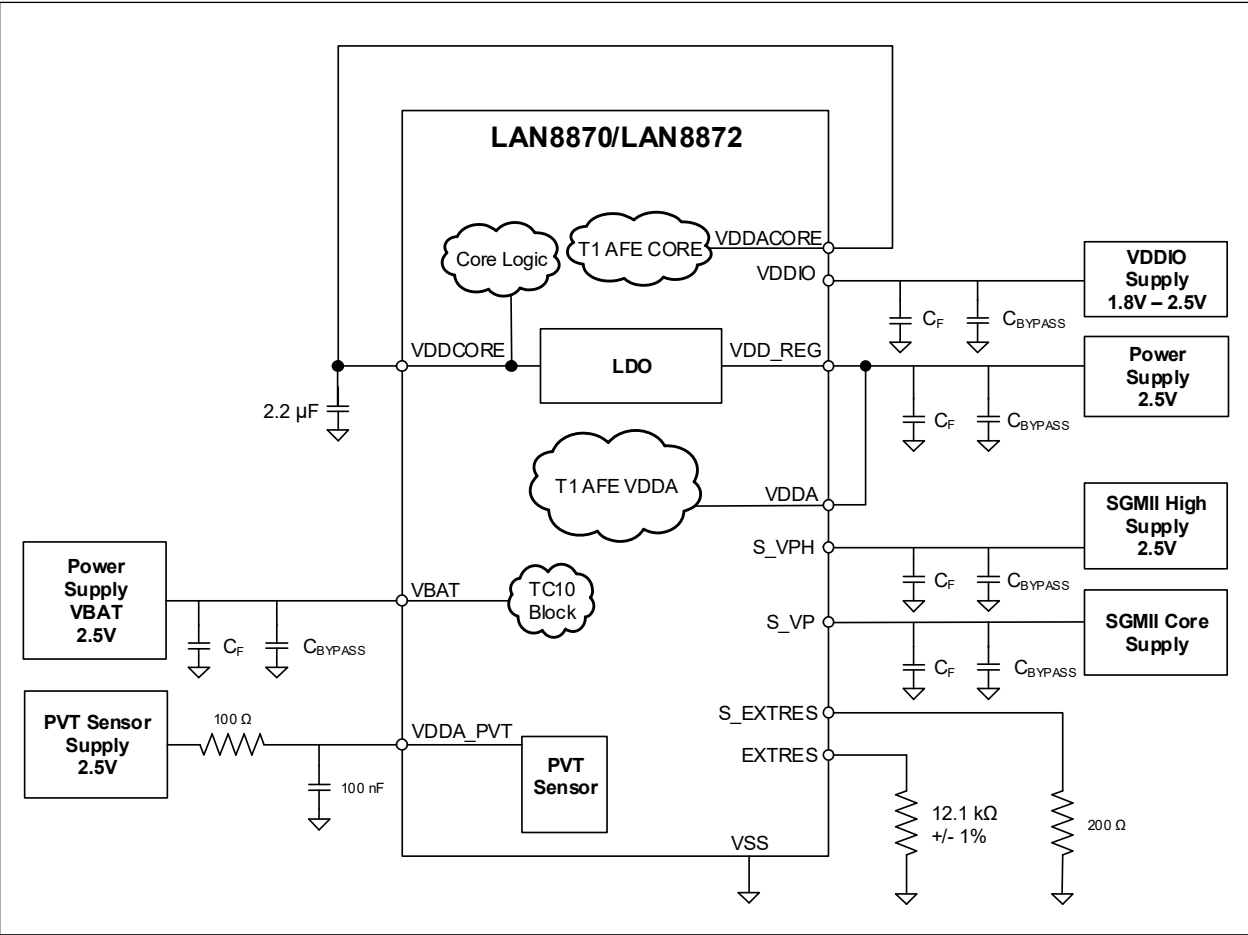 LAN8870/LAN8872
T1 AFE CORE
VDDACORE
Core Logic
VDDIO
VDDIO
Supply
1.8V – 2.5V
CF
CBYPASS
VDDCORE
LDO
VDD_REG
Power
Supply
2.5V
2.2 µF
CF
CBYPASS
T1 AFE VDDA
VDDA
S_VPH
SGMII High
Supply
2.5V
CF
CBYPASS
Power
Supply
VBAT
2.5V
VBAT
TC10
Block
CF
CBYPASS
S_VP
SGMII Core
Supply
CF
CBYPASS
PVT Sensor
Supply
2.5V
100 Ω
VDDA_PVT
100 nF
PVT
Sensor
S_EXTRES
EXTRES
12.1 kΩ
+/- 1%
200 Ω
VSS